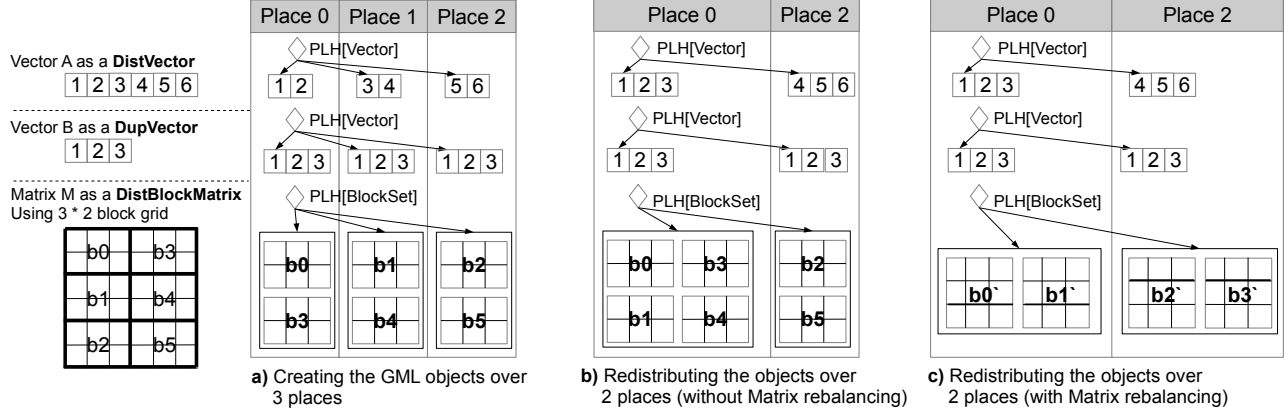 Vector A as a DistVector
1 2 3 4 5 6
Vector B as a DupVector
1 2 3
Matrix M as a DistBlockMatrix
Using 3 * 2 block grid
b0 b3
b1 b4
b2 b5
Place 0 Place 1 Place 2
PLH[Vector]
1 2 3 4 5 6
PLH[Vector]
1 2 3 1 2 3 1 2 3
PLH[BlockSet]
b0 b1 b2
b3 b4 b5
a) Creating the GML objects over
3 places
Place 0 Place 2
PLH[Vector]
1 2 3 4 5 6
PLH[Vector]
1 2 3 1 2 3
PLH[BlockSet]
b0 b3 b2
b1 b4 b5
b) Redistributing the objects over
2 places (without Matrix rebalancing)
Place 0 Place 2
PLH[Vector]
1 2 3 4 5 6
PLH[Vector]
1 2 3 1 2 3
PLH[BlockSet]
b0` b1` b2` b3`
c) Redistributing the objects over
2 places (with Matrix rebalancing)